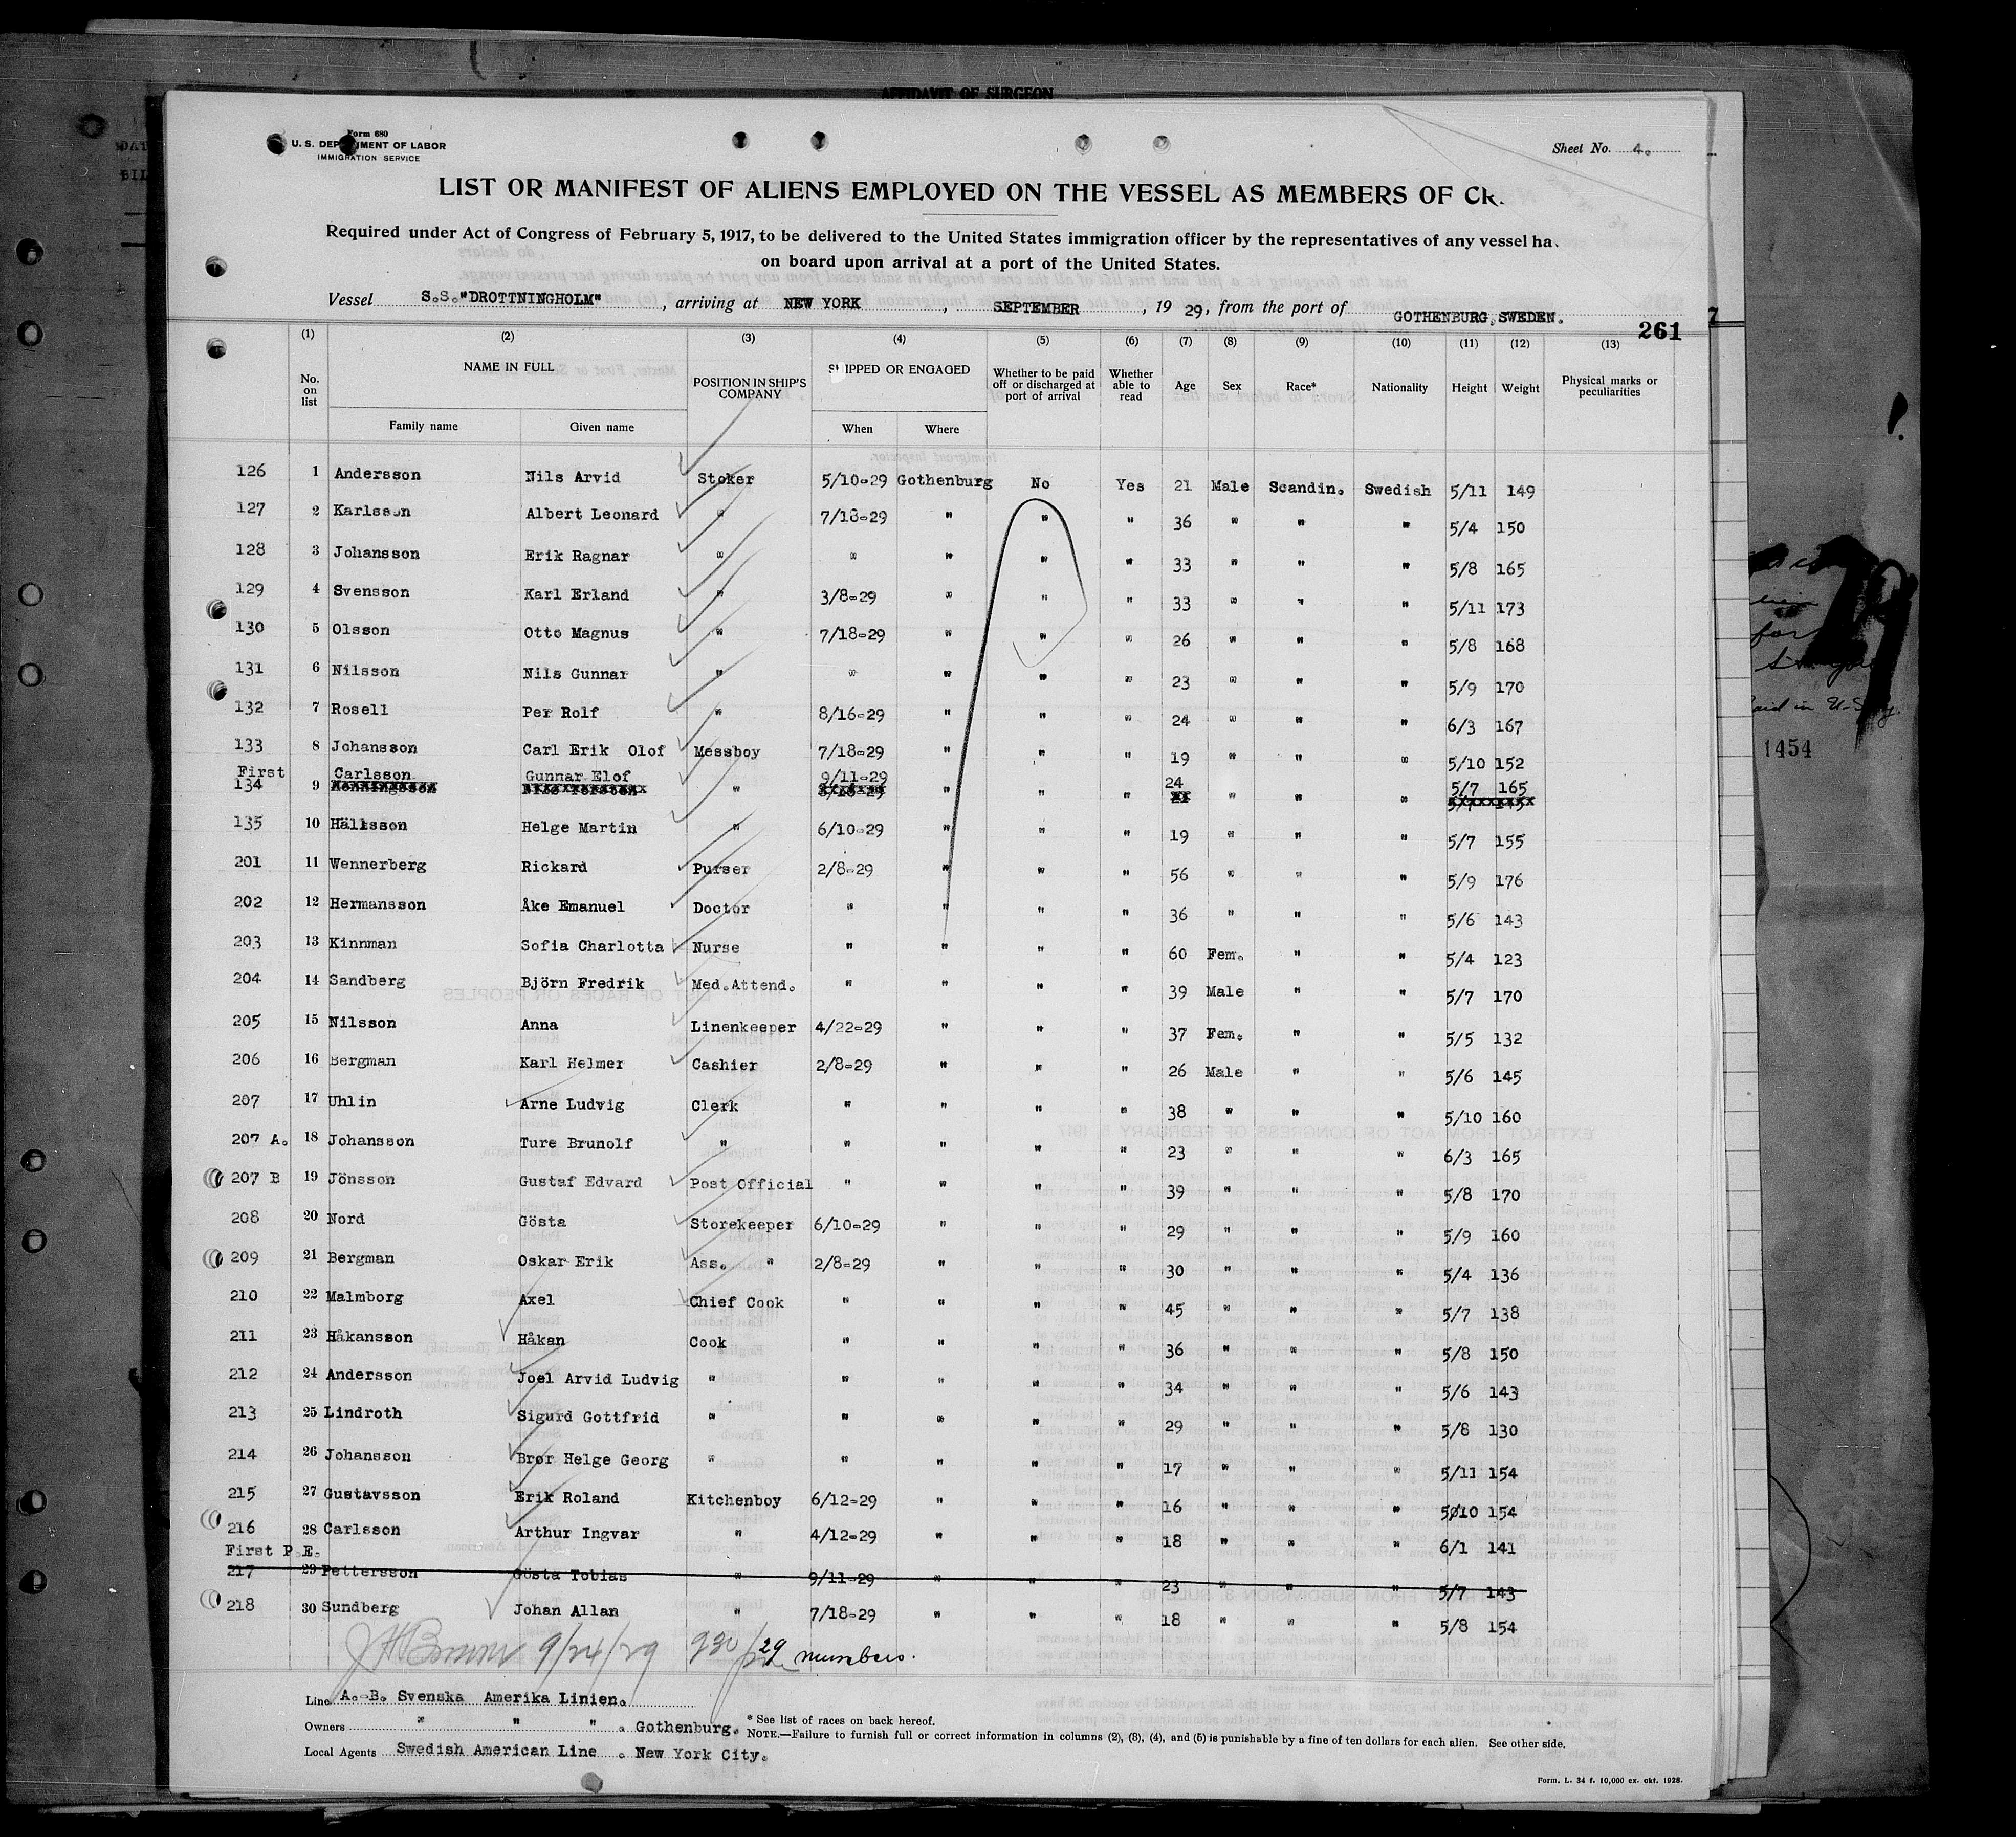 AFFIDAVIT OF SURGEON
Form 680
U. S. DEPARTMENT OF LABOR
IMMIGRATION SERVICE
Sheet No. 4.
LIST OR MANIFEST OF ALIENS EMPLOYED ON THE VESSEL AS MEMBERS OF CR
Required under Act of Congress of February 5, 1917, to be delivered to the United States immigration officer by the representatives of any vessel ha
on board upon arrival at a port of the United States.
Vessel S.S."DROTTNINGHOLM", arriving at NEW YORK, SEPTEMBER, 19 29, from the port of GOTHENBURG,SWEDEN.
261
(1) (2) (3) (4) (5) (6) (7) (8) (9) (10) (11) (12) (13)
No. on list NAME IN FULL POSITION IN SHIP'S COMPANY SHIPPED OR ENGAGED Whether to be paid off or discharged at port of arrival Whether able to read Age Sex Race* Nationality Height Weight Physical marks or peculiarities
Family name Given name When Where
126 1 Andersson Nils Arvid Stoker 5/10-29 Gothenburg No Yes 21 Male Scandin. Swedish 5/11 149
127 2 Karlsson Albert Leonard " 7/18-29 " " " 36 " " " 5/4 150
128 3 Johansson Erik Ragnar " " " " " 33 " " " 5/8 165
129 4 Svensson Karl Erland " 3/8-29 " " " 33 " " " 5/11 173
130 5 Olsson Otto Magnus " 7/18-29 " " " 26 " " " 5/8 168
131 6 Nilsson Nils Gunnar " " " " " 23 " " " 5/9 170
132 7 Rosell Per Rolf " 8/16-29 " " " 24 " " " 6/3 167
133 8 Johansson Carl Erik Olof Messboy 7/18-29 " " " 19 " " " 5/10 152
First Carlsson Gunnar Elof 9/11-29 24 5/7 165
134 9 " " " " " " "
135 10 Hällsson Helge Martin " 6/10-29 " " " 19 " " " 5/7 155
201 11 Wennerberg Rickard Purser 2/8-29 " " " 56 " " " 5/9 176
202 12 Hermansson Åke Emanuel Doctor " " " " 36 " " " 5/6 143
203 13 Kinnman Sofia Charlotta Nurse " " " " 60 Fem. " " 5/4 123
204 14 Sandberg Björn Fredrik Med.Attend. " " " " 39 Male " " 5/7 170
205 15 Nilsson Anna Linenkeeper 4/22-29 " " " 37 Fem. " " 5/5 132
206 16 Bergman Karl Helmer Cashier 2/8-29 " " " 26 Male " " 5/6 145
207 17 Uhlin Arne Ludvig Clerk " " " " 38 " " " 5/10 160
207 A. 18 Johansson Ture Brunolf " " " " " 23 " " " 6/3 165
207 B 19 Jönsson Gustaf Edvard Post Official " " " " 39 " " " 5/8 170
208 20 Nord Gösta Storekeeper 6/10-29 " " " 29 " " " 5/9 160
209 21 Bergman Oskar Erik Ass. " 2/8-29 " " " 30 " " " 5/4 136
210 22 Malmborg Axel Chief Cook " " " " 45 " " " 5/7 138
211 23 Håkansson Håkan Cook " " " " 36 " " " 5/8 150
212 24 Andersson Joel Arvid Ludvig " " " " " 34 " " " 5/6 143
213 25 Lindroth Sigurd Gottfrid " " " " " 29 " " " 5/8 130
214 26 Johansson Bror Helge Georg " " " " " 17 " " " 5/11 154
215 27 Gustavsson Erik Roland Kitchenboy 6/12-29 " " " 16 " " " 5/10 154
216 28 Carlsson Arthur Ingvar " 4/12-29 " " " 18 " " " 6/1 141
First P.E.
217 29 Pettersson Gösta Tobias " 9/11-29 " " " 23 " " " 5/7 143
218 30 Sundberg Johan Allan " 7/18-29 " " " 18 " " " 5/8 154
9/24/29 29 numbers.
Line A.-B. Svenska Amerika Linien.
Owners " " " . Gothenburg.
Local Agents Swedish American Line . New York City.
* See list of races on back hereof.
NOTE.—Failure to furnish full or correct information in columns (2), (3), (4), and (5) is punishable by a fine of ten dollars for each alien. See other side.
Form. L. 34 f. 10,000 ex. okt. 1928.
1454